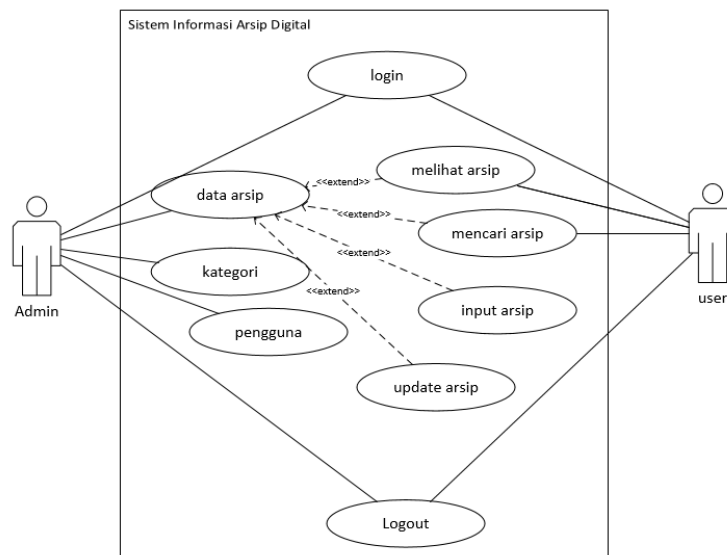 Sistem Informasi Arsip Digital
login
melihat arsip
<<extend>>
data arsip
<<extend>>
mencari arsip
<<extend>>
kategori
<<extend>>
input arsip
Admin
user
pengguna
update arsip
Logout